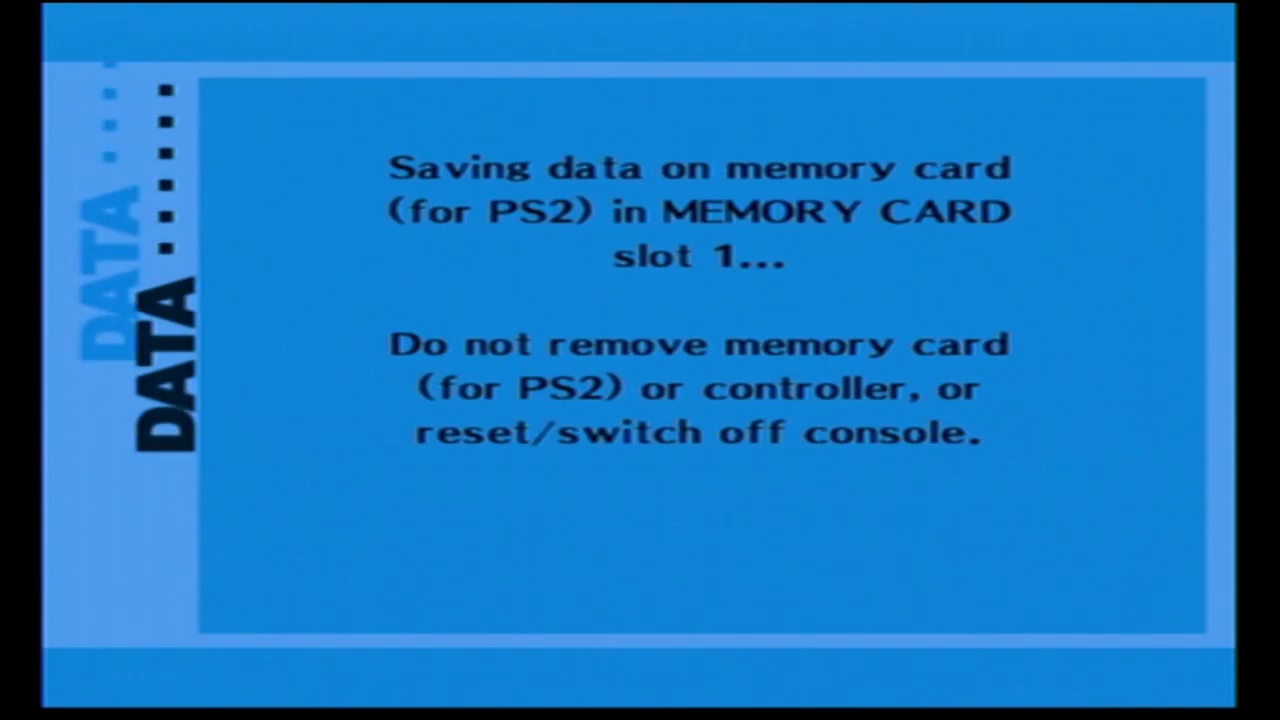 DATA......
DATA....
Saving data on memory card
(for PS2) in MEMORY CARD
slot 1...
Do not remove memory card
(for PS2) or controller, or
reset/switch off console.